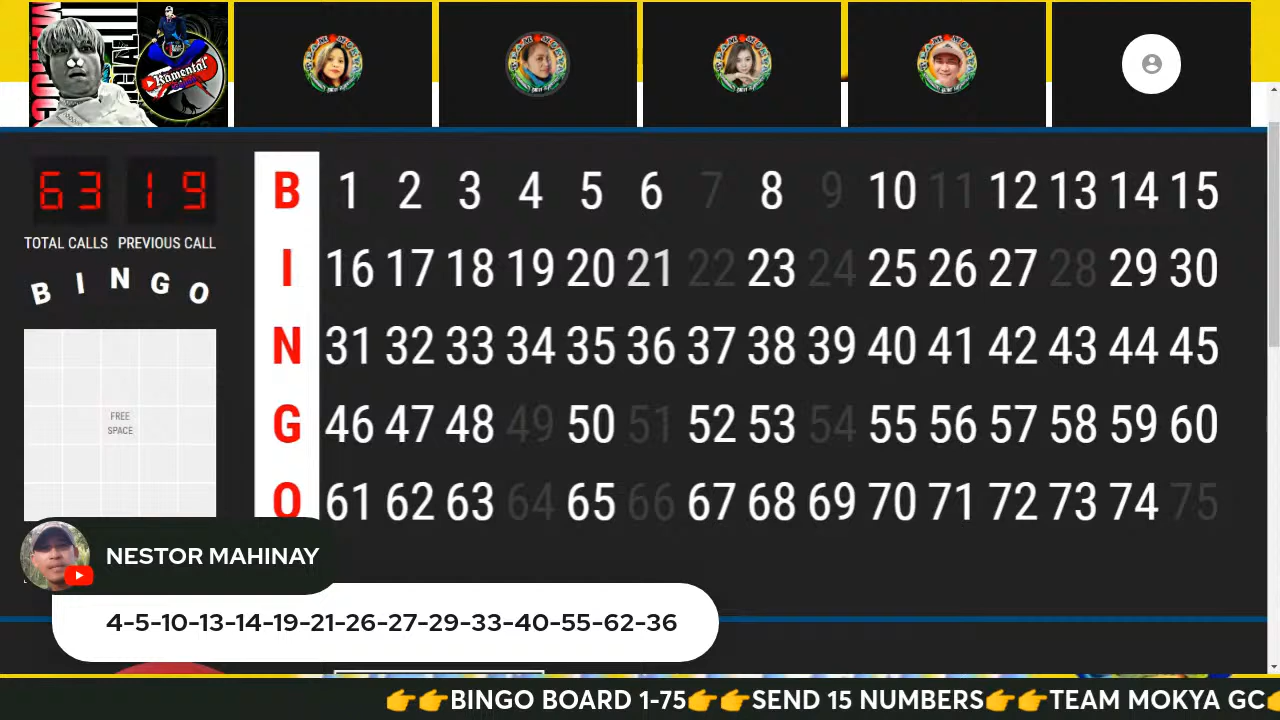 Ramental
63 19
TOTAL CALLS PREVIOUS CALL
BINGO
FREE
SPACE
B 1 2 3 4 5 6 7 8 9 10 11 12 13 14 15
I 16 17 18 19 20 21 22 23 24 25 26 27 28 29 30
N 31 32 33 34 35 36 37 38 39 40 41 42 43 44 45
G 46 47 48 49 50 51 52 53 54 55 56 57 58 59 60
O 61 62 63 64 65 66 67 68 69 70 71 72 73 74 75
NESTOR MAHINAY
4-5-10-13-14-19-21-26-27-29-33-40-55-62-36
👉👉BINGO BOARD 1-75👉👉SEND 15 NUMBERS👉👉TEAM MOKYA GC